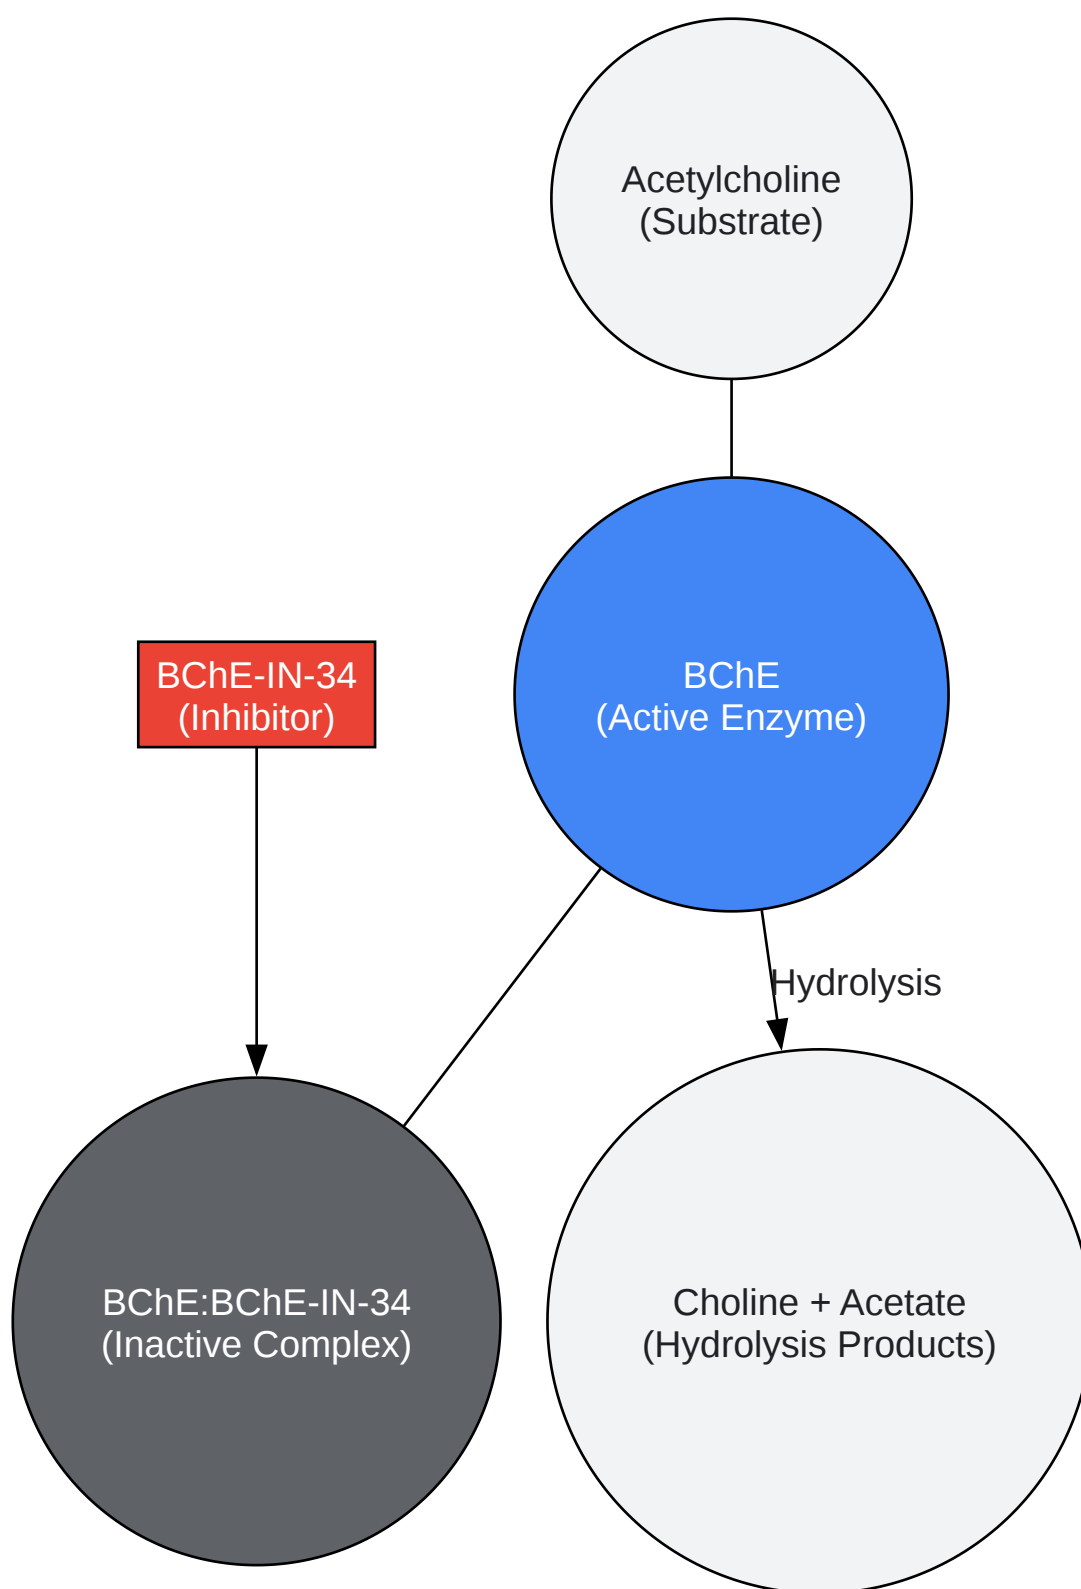 Acetylcholine
(Substrate)
BChE-IN-34
(Inhibitor)
BChE
(Active Enzyme)
Hydrolysis
BChE:BChE-IN-34
(Inactive Complex)
Choline + Acetate
(Hydrolysis Products)